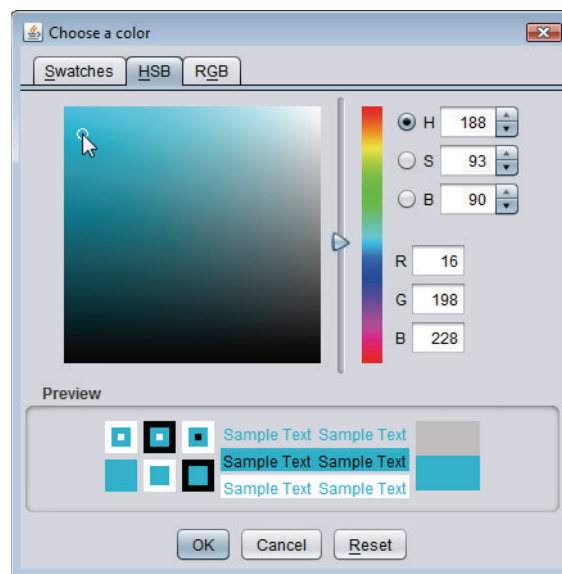 Choose a color
Swatches HSB RGB
H 188
S 93
B 90
R 16
G 198
B 228
Preview
Sample Text Sample Text
Sample Text Sample Text
Sample Text Sample Text
OK Cancel Reset